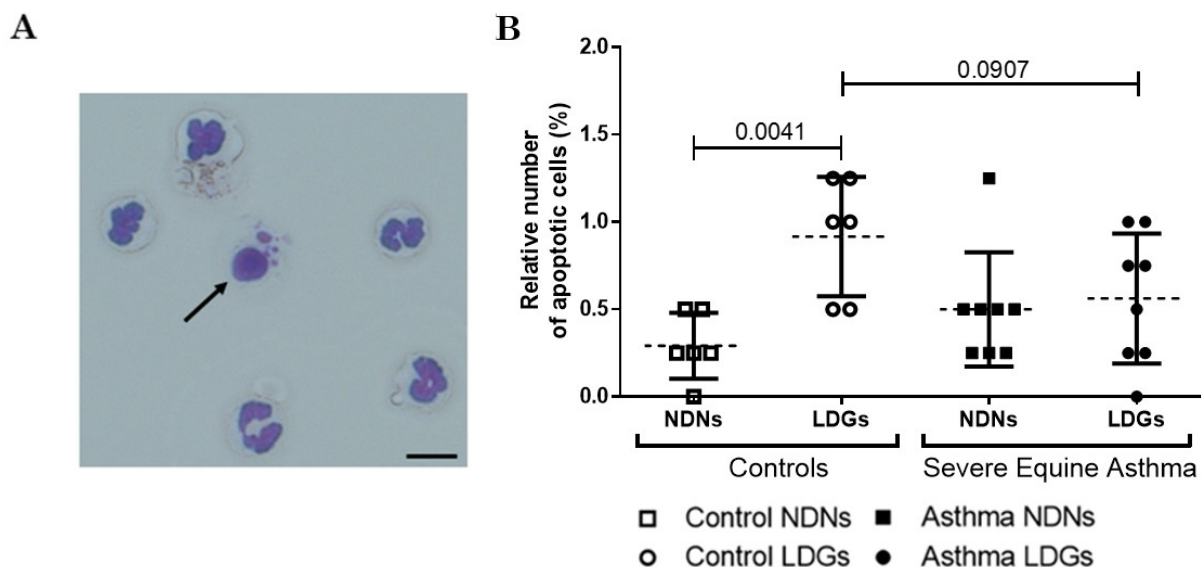 A
B
Relative number
of apoptotic cells (%)
2.0
1.5
1.0
0.5
0.0
0.0041
0.0907
NDNs
LDGs
NDNs
LDGs
Controls
Severe Equine Asthma
Control NDNs
Asthma NDNs
Control LDGs
Asthma LDGs